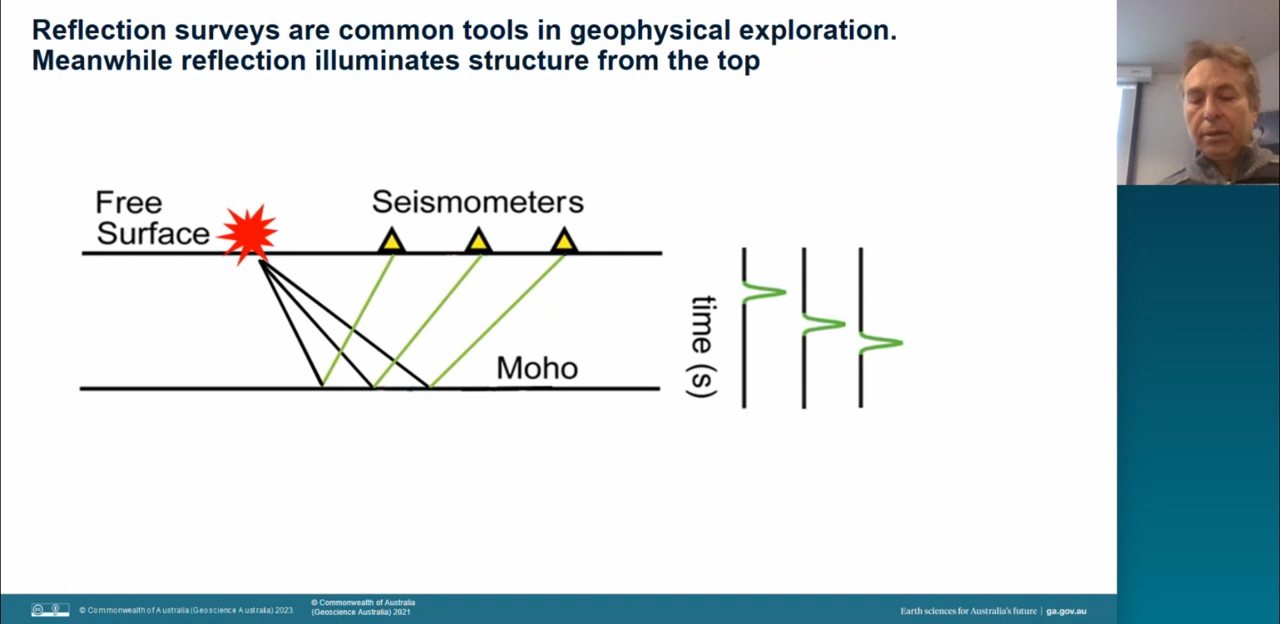 Reflection surveys are common tools in geophysical exploration.
Meanwhile reflection illuminates structure from the top
Free
Surface
Seismometers
Moho
time (s)
© Commonwealth of Australia (Geoscience Australia) 2023.
© Commonwealth of Australia
(Geoscience Australia) 2021
Earth sciences for Australia's future | ga.gov.au